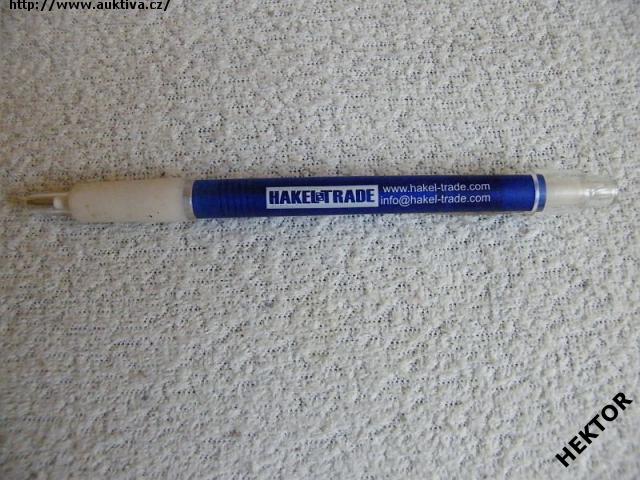 http://www.auktiva.cz/
HAKEL TRADE
www.hakel-trade.com
info@hakel-trade.com
HEKTOR